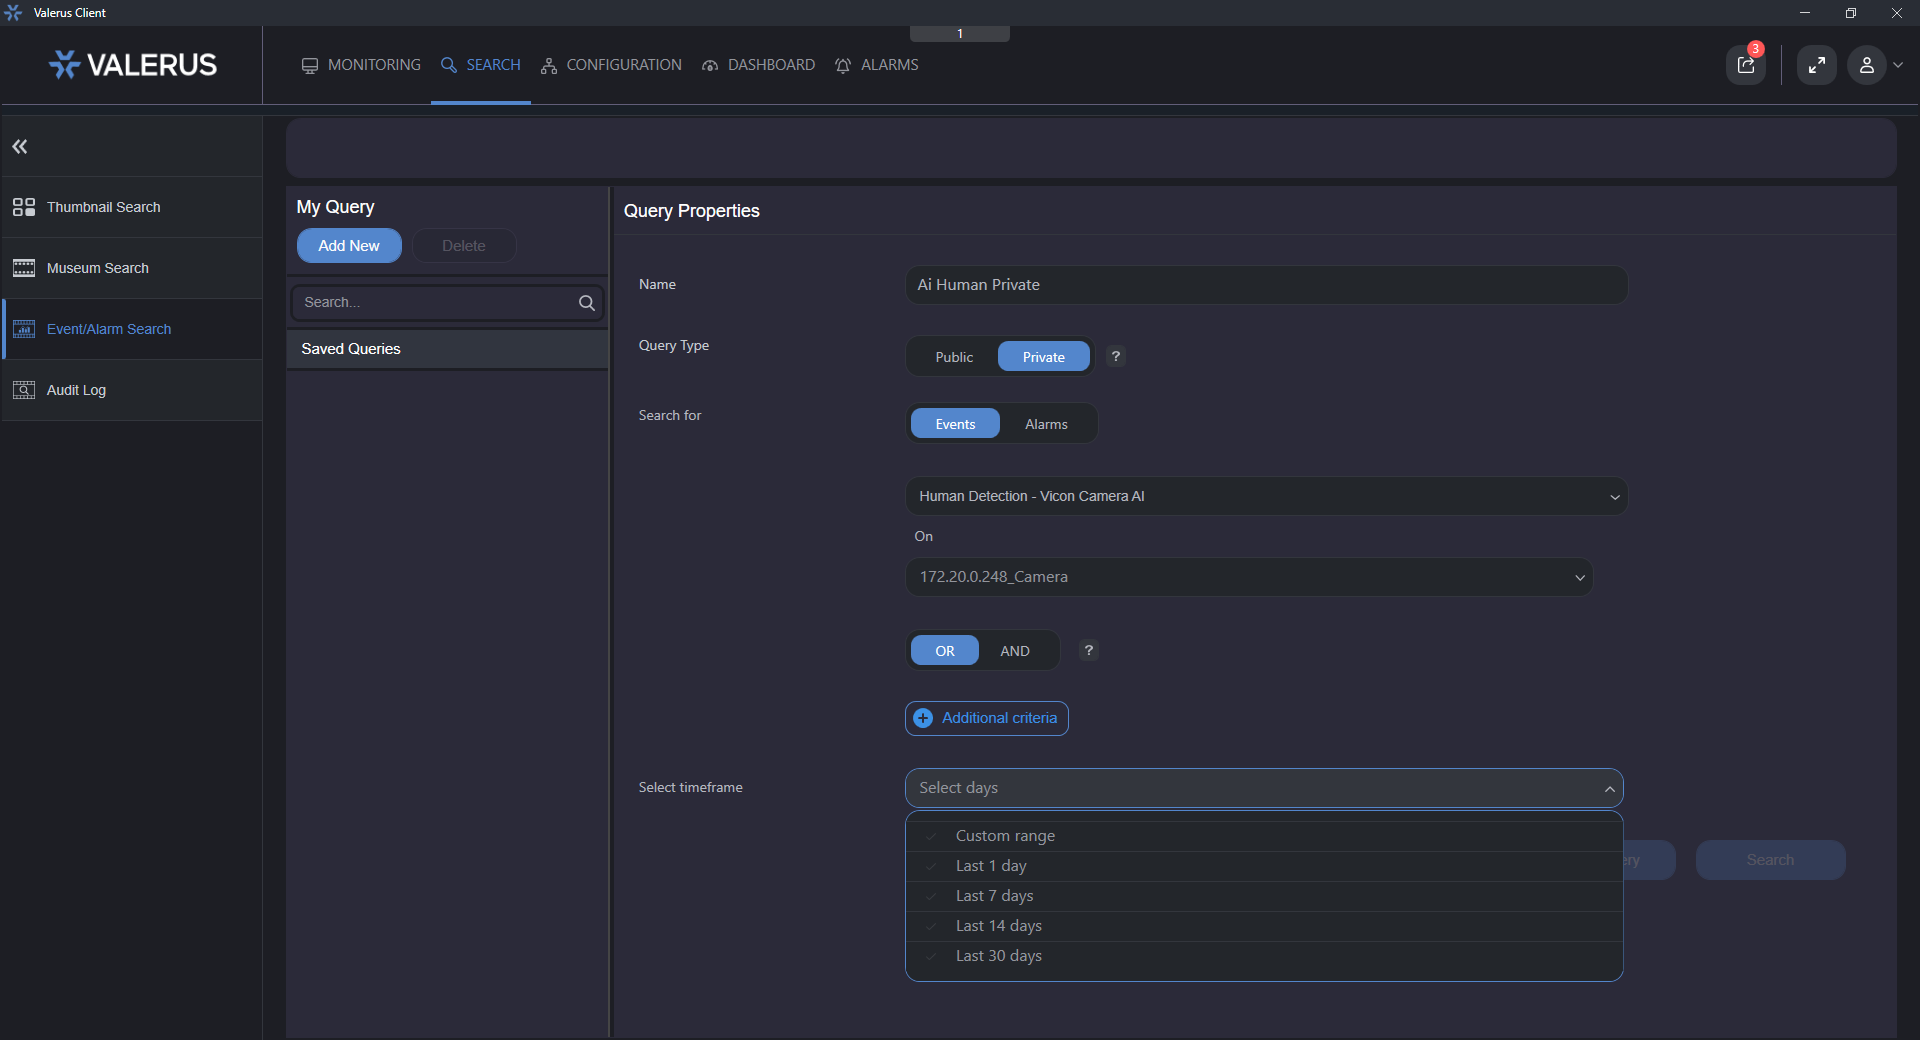 Valerus Client
1
VALERUS
MONITORING
SEARCH
CONFIGURATION
DASHBOARD
ALARMS
3
Thumbnail Search
Museum Search
Event/Alarm Search
Audit Log
My Query
Add New
Delete
Search...
Saved Queries
Query Properties
Name
Ai Human Private
Query Type
Public
Private
?
Search for
Events
Alarms
Human Detection - Vicon Camera AI
On
172.20.0.248_Camera
OR
AND
?
Additional criteria
Select timeframe
Select days
Custom range
Last 1 day
Last 7 days
Last 14 days
Last 30 days
Search